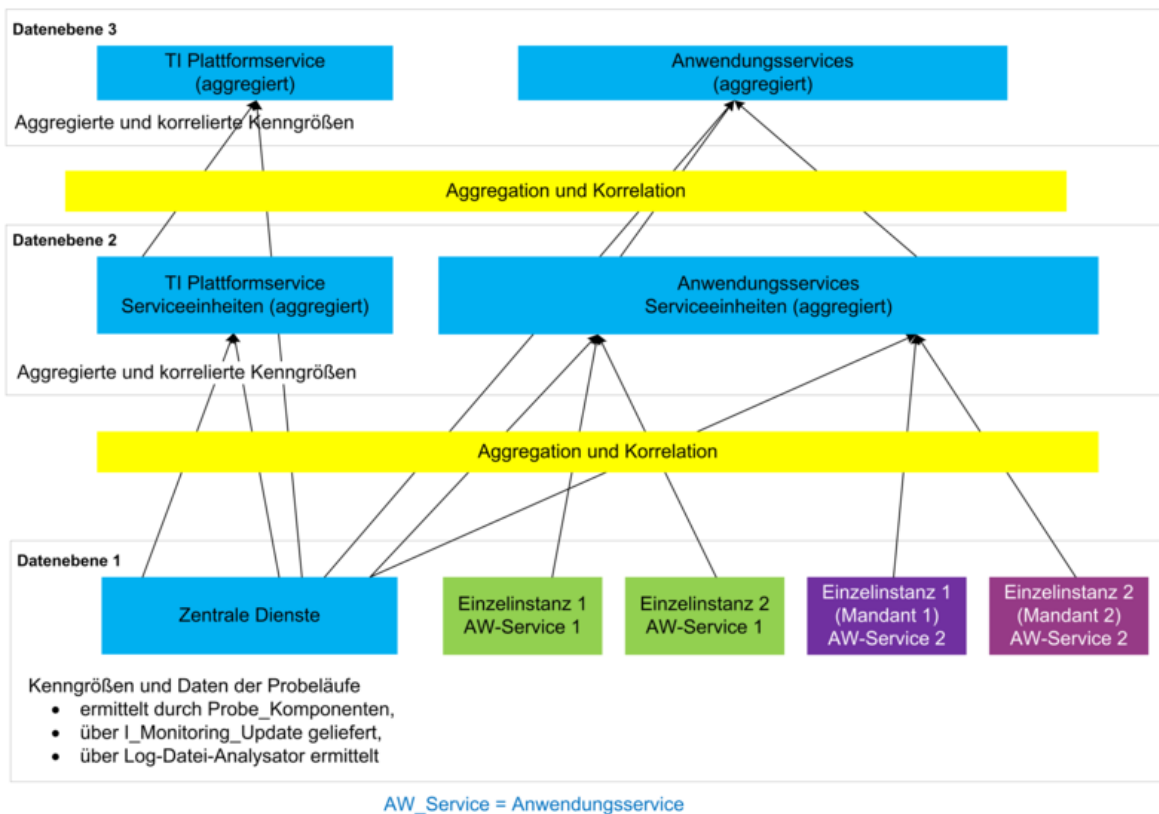 Datenebene 3
TI Plattformservice
(aggregiert)
Anwendungsservices
(aggregiert)
Aggregierte und korrelierte Kenngrößen
Aggregation und Korrelation
Datenebene 2
TI Plattformservice
Serviceeinheiten (aggregiert)
Anwendungsservices
Serviceeinheiten (aggregiert)
Aggregierte und korrelierte Kenngrößen
Aggregation und Korrelation
Datenebene 1
Zentrale Dienste
Einzelinstanz 1
AW-Service 1
Einzelinstanz 2
AW-Service 1
Einzelinstanz 1
(Mandant 1)
AW-Service 2
Einzelinstanz 2
(Mandant 2)
AW-Service 2
Kenngrößen und Daten der Probeläufe
• ermittelt durch Probe_Komponenten,
• über I_Monitoring_Update geliefert,
• über Log-Datei-Analysator ermittelt
AW_Service = Anwendungsservice